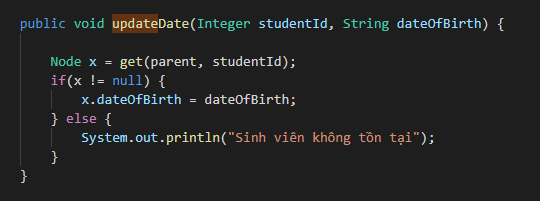 public void updateDate(Integer studentId, String dateOfBirth) {
Node x = get(parent, studentId);
if(x != null) {
x.dateOfBirth = dateOfBirth;
} else {
System.out.println("Sinh viên không tồn tại");
}
}